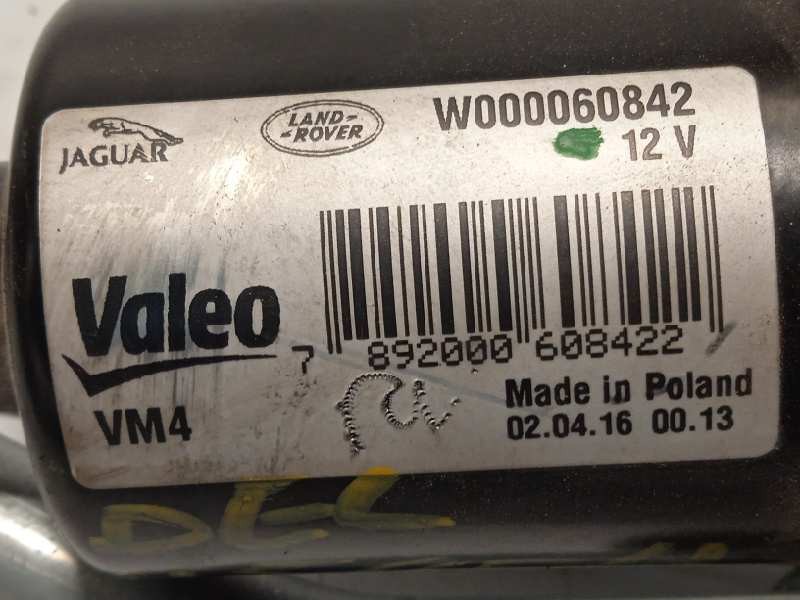 JAGUAR
LAND-
-ROVER
W000060842
12 V
Valeo
7 892000 608422
VM4
Made in Poland
02.04.16 00.13